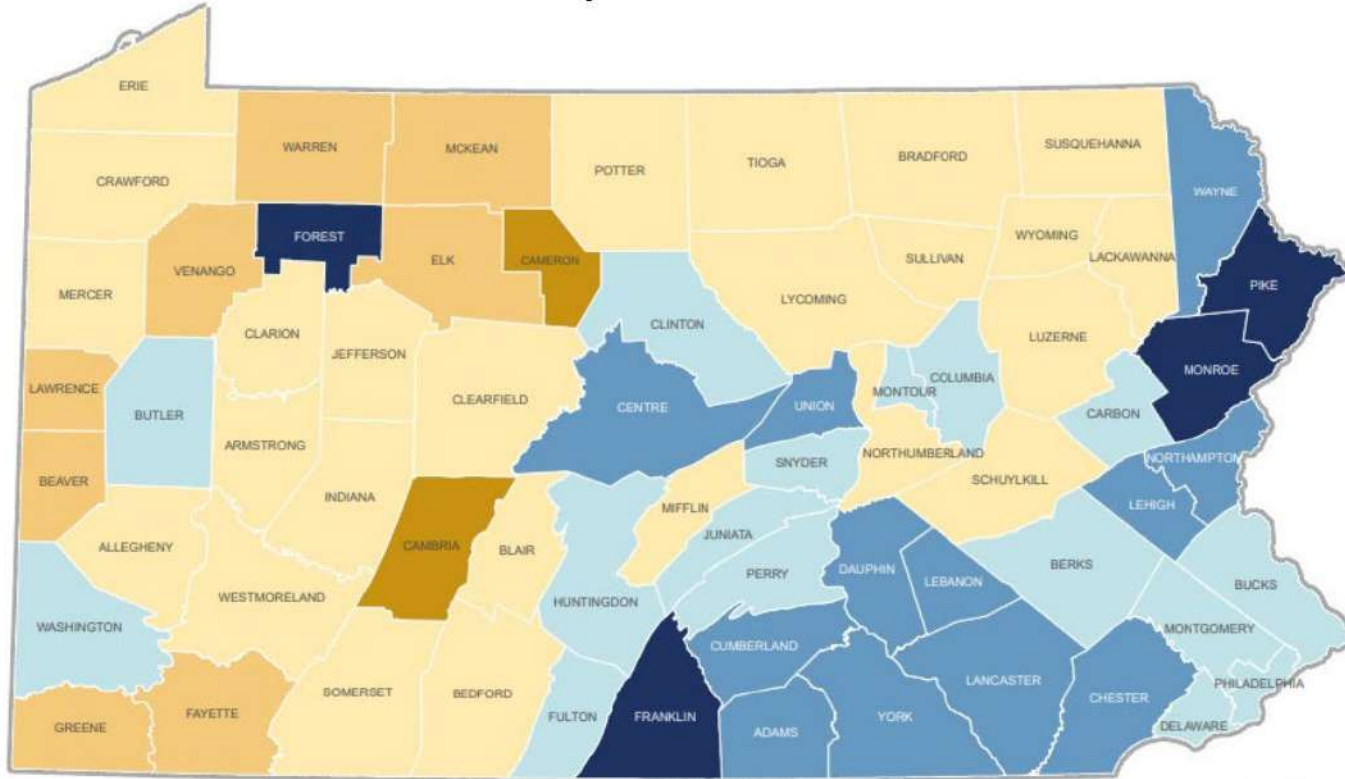 ERIE
WARREN
MCKEAN
POTTER
TIOGA
BRADFORD
SUSQUEHANNA
CRAWFORD
WAYNE
FOREST
WYOMING
VENANGO
ELK
CAMERON
SULLIVAN
LACKAWANNA
MERCER
PIKE
LYCOMING
CLINTON
CLARION
LUZERNE
JEFFERSON
MONROE
LAWRENCE
COLUMBIA
MONTOUR
BUTLER
CLEARFIELD
CENTRE
UNION
CARBON
ARMSTRONG
NORTHUMBERLAND
NORTHAMPTON
SNYDER
BEAVER
SCHUYLKILL
INDIANA
LEHIGH
MIFFLIN
ALLEGHENY
CAMBRIA
BLAIR
JUNIATA
DAUPHIN
BERKS
PERRY
LEBANON
BUCKS
WESTMORELAND
HUNTINGDON
WASHINGTON
MONTGOMERY
CUMBERLAND
LANCASTER
PHILADELPHIA
SOMERSET
BEDFORD
CHESTER
FAYETTE
FULTON
FRANKLIN
YORK
GREENE
ADAMS
DELAWARE